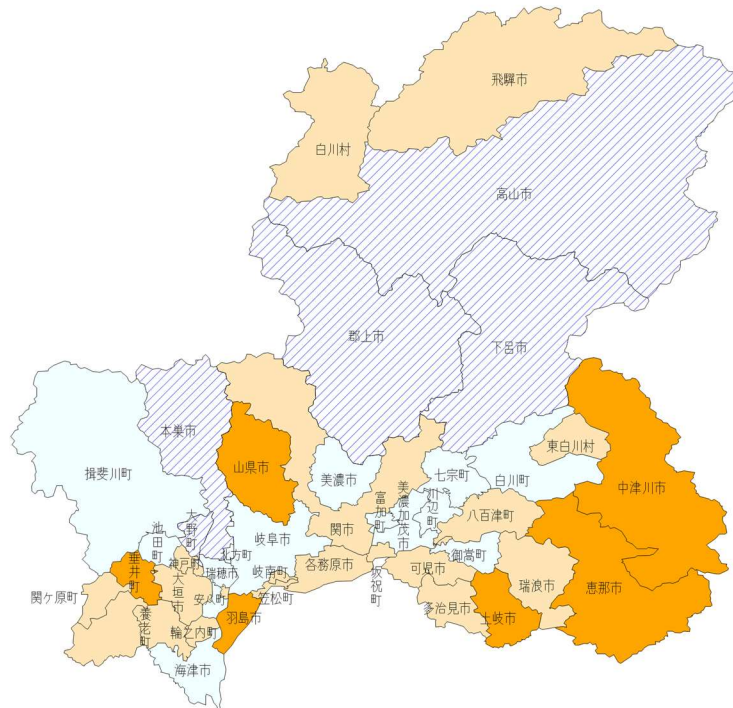 飛騨市
白川村
高山市
郡上市
下呂市
本巣市
揖斐川町
山県市
美濃市
七宗町
白川町
東白川村
中津川市
大野町
池田町
岐阜市
関市
富加町
美濃加茂市
川辺町
八百津町
垂井町
神戸町
北方町
瑞穂市
岐南町
各務原市
坂祝町
可児市
御嵩町
瑞浪市
恵那市
関ケ原町
大垣市
安八町
笠松町
羽島市
養老町
輪之内町
多治見市
土岐市
海津市